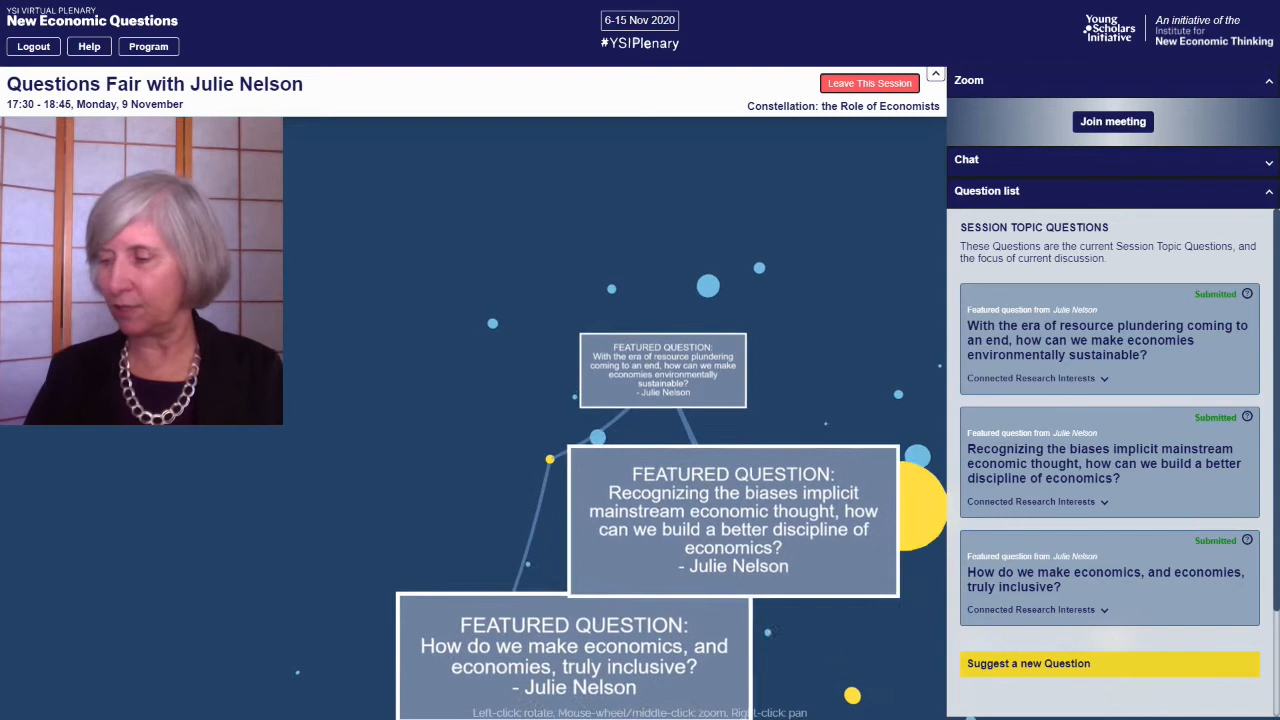 YSI VIRTUAL PLENARY
New Economic Questions
Logout
Help
Program
6-15 Nov 2020
#YSIPlenary
Young
Scholars
Initiative
An initiative of the
Institute for
New Economic Thinking
Questions Fair with Julie Nelson
17:30 - 18:45, Monday, 9 November
Leave This Session
Constellation: the Role of Economists
FEATURED QUESTION:
With the era of resource plundering
coming to an end, how can we make
economies environmentally
sustainable?
- Julie Nelson
FEATURED QUESTION:
Recognizing the biases implicit
mainstream economic thought, how
can we build a better discipline of
economics?
- Julie Nelson
FEATURED QUESTION:
How do we make economics, and
economies, truly inclusive?
- Julie Nelson
Left-click: rotate, Mouse-wheel/middle-click: zoom, Right-click: pan
Zoom
Join meeting
Chat
Question list
SESSION TOPIC QUESTIONS
These Questions are the current Session Topic Questions, and
the focus of current discussion.
Submitted
Featured question from Julie Nelson
With the era of resource plundering coming to
an end, how can we make economies
environmentally sustainable?
Connected Research Interests
Submitted
Featured question from Julie Nelson
Recognizing the biases implicit mainstream
economic thought, how can we build a better
discipline of economics?
Connected Research Interests
Submitted
Featured question from Julie Nelson
How do we make economics, and economies,
truly inclusive?
Connected Research Interests
Suggest a new Question